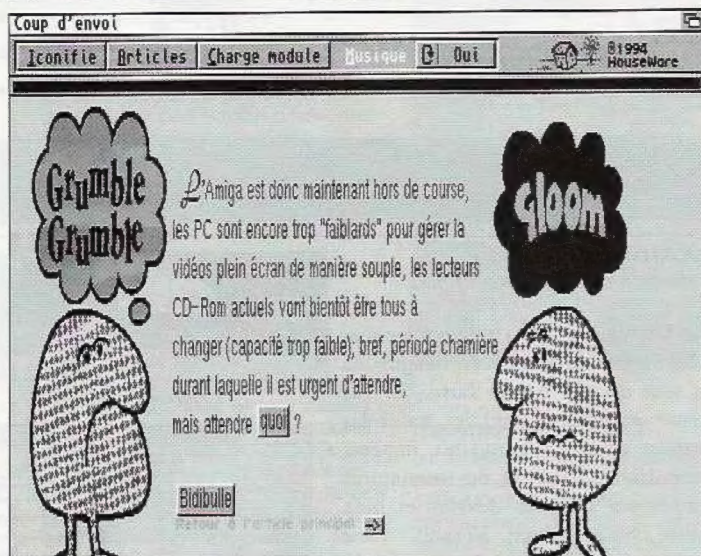 Coup d'envoi
Iconifie Articles Charge module Musique Oui
©1994
HouseWare
Grumble
Grumble
gloom
L'Amiga est donc maintenant hors de course,
les PC sont encore trop "faiblards" pour gérer la
vidéos plein écran de manière souple, les lecteurs
CD-Rom actuels vont bientôt être tous à
changer (capacité trop faible); bref, période charnière
durant laquelle il est urgent d'attendre,
mais attendre quoi ?
Bidibulle
Retour à l'article principal